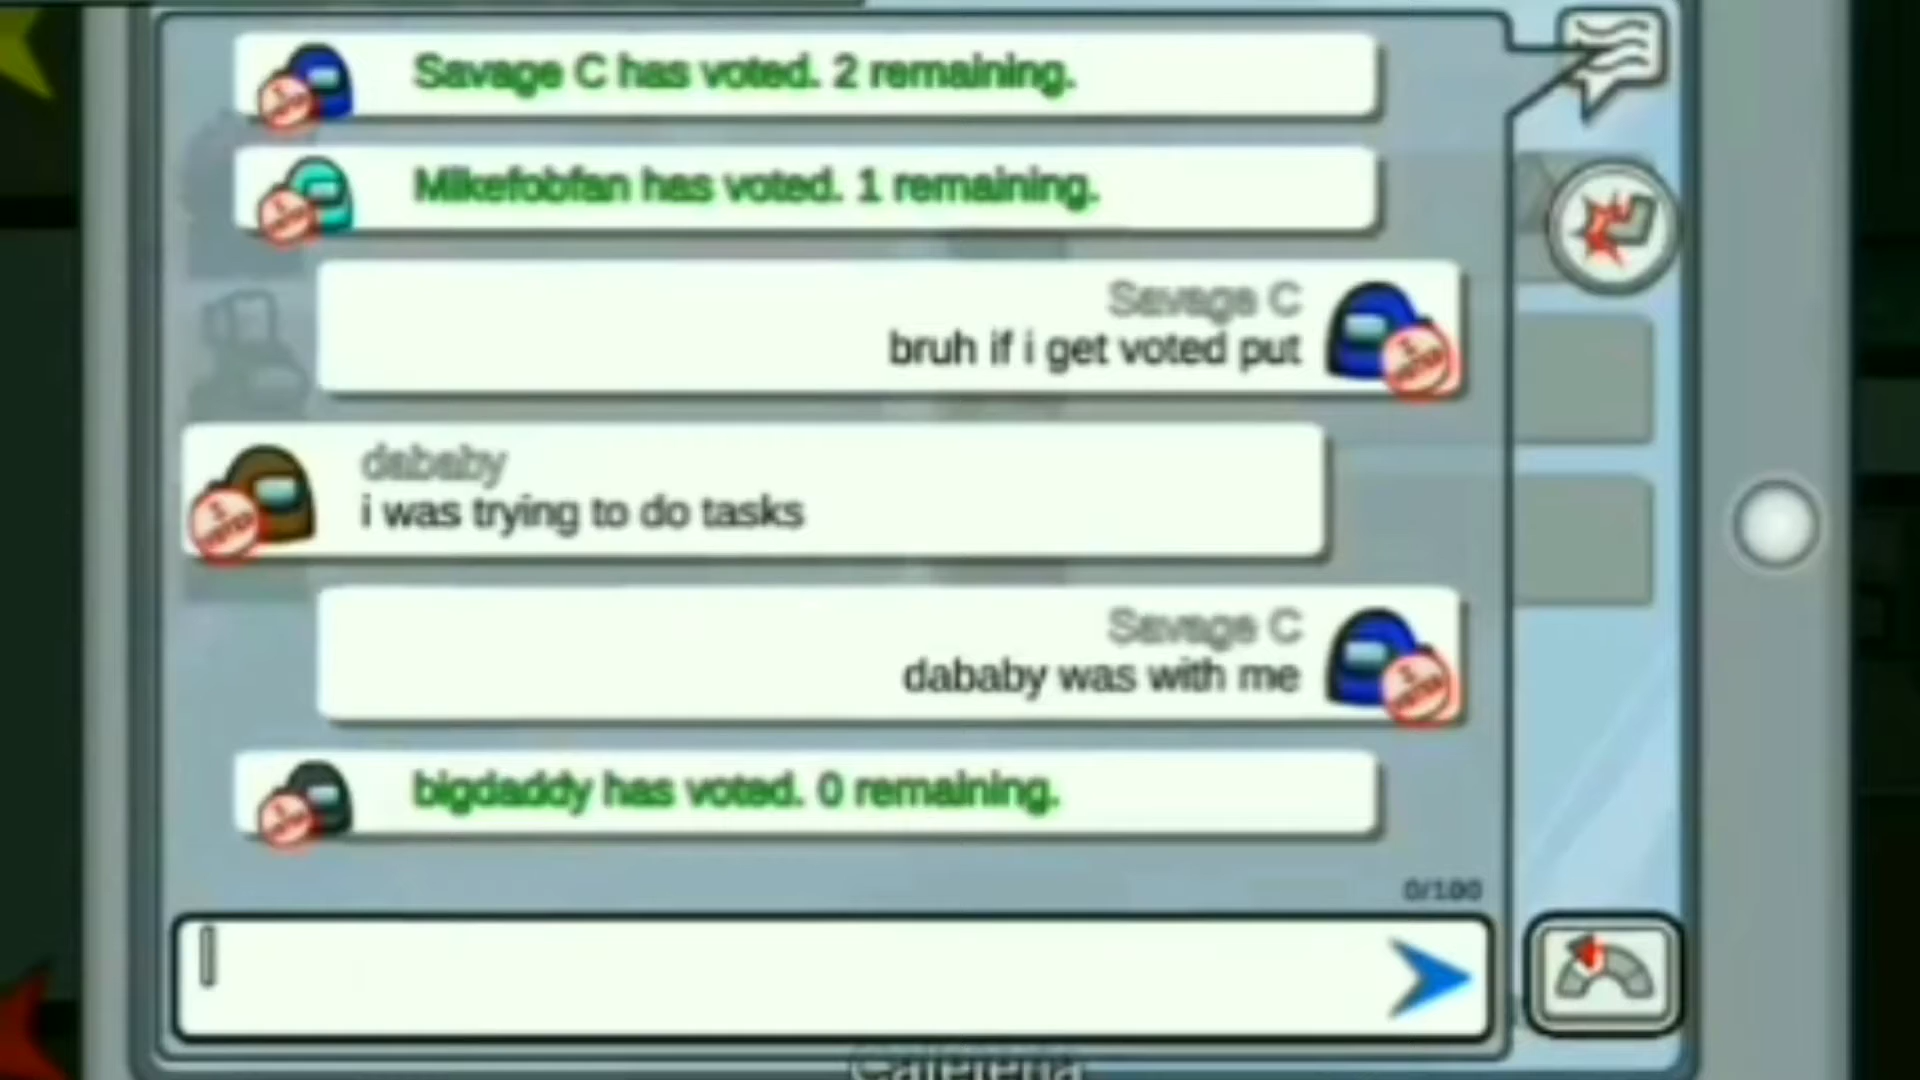 Savage C has voted. 2 remaining.
Mikefobfan has voted. 1 remaining.
Savage C
bruh if i get voted put
dababy
i was trying to do tasks
Savage C
dababy was with me
bigdaddy has voted. 0 remaining.
0/100
Cafeteria